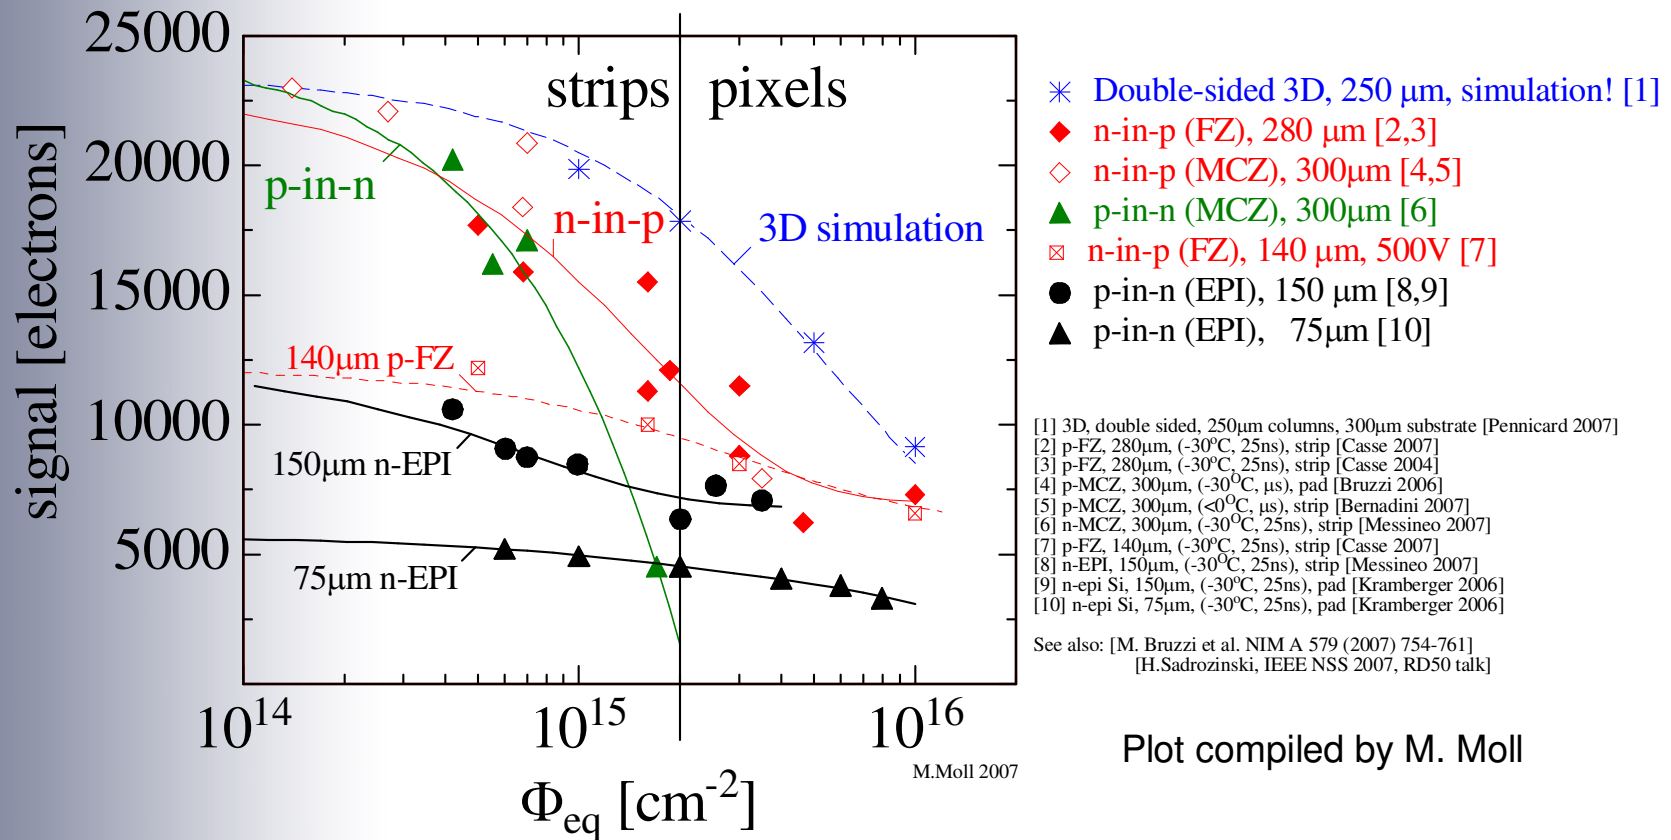 25000
20000
15000
10000
5000
signal [electrons]
strips
pixels
p-in-n
n-in-p
3D simulation
140μm p-FZ
150μm n-EPI
75μm n-EPI
10^14
10^15
10^16
M.Moll 2007
Φeq [cm^-2]
Double-sided 3D, 250 μm, simulation! [1]
n-in-p (FZ), 280 μm [2,3]
n-in-p (MCZ), 300μm [4,5]
p-in-n (MCZ), 300μm [6]
n-in-p (FZ), 140 μm, 500V [7]
p-in-n (EPI), 150 μm [8,9]
p-in-n (EPI), 75μm [10]
[1] 3D, double sided, 250μm columns, 300μm substrate [Pennicard 2007]
[2] p-FZ, 280μm, (-30°C, 25ns), strip [Casse 2007]
[3] p-FZ, 280μm, (-30°C, 25ns), strip [Casse 2004]
[4] p-MCZ, 300μm, (-30°C, μs), pad [Bruzzi 2006]
[5] p-MCZ, 300μm, (<0°C, μs), strip [Bernadini 2007]
[6] n-MCZ, 300μm, (-30°C, 25ns), strip [Messineo 2007]
[7] p-FZ, 140μm, (-30°C, 25ns), strip [Casse 2007]
[8] n-EPI, 150μm, (-30°C, 25ns), strip [Messineo 2007]
[9] n-epi Si, 150μm, (-30°C, 25ns), pad [Kramberger 2006]
[10] n-epi Si, 75μm, (-30°C, 25ns), pad [Kramberger 2006]
See also: [M. Bruzzi et al. NIM A 579 (2007) 754-761]
[H.Sadrozinski, IEEE NSS 2007, RD50 talk]
Plot compiled by M. Moll